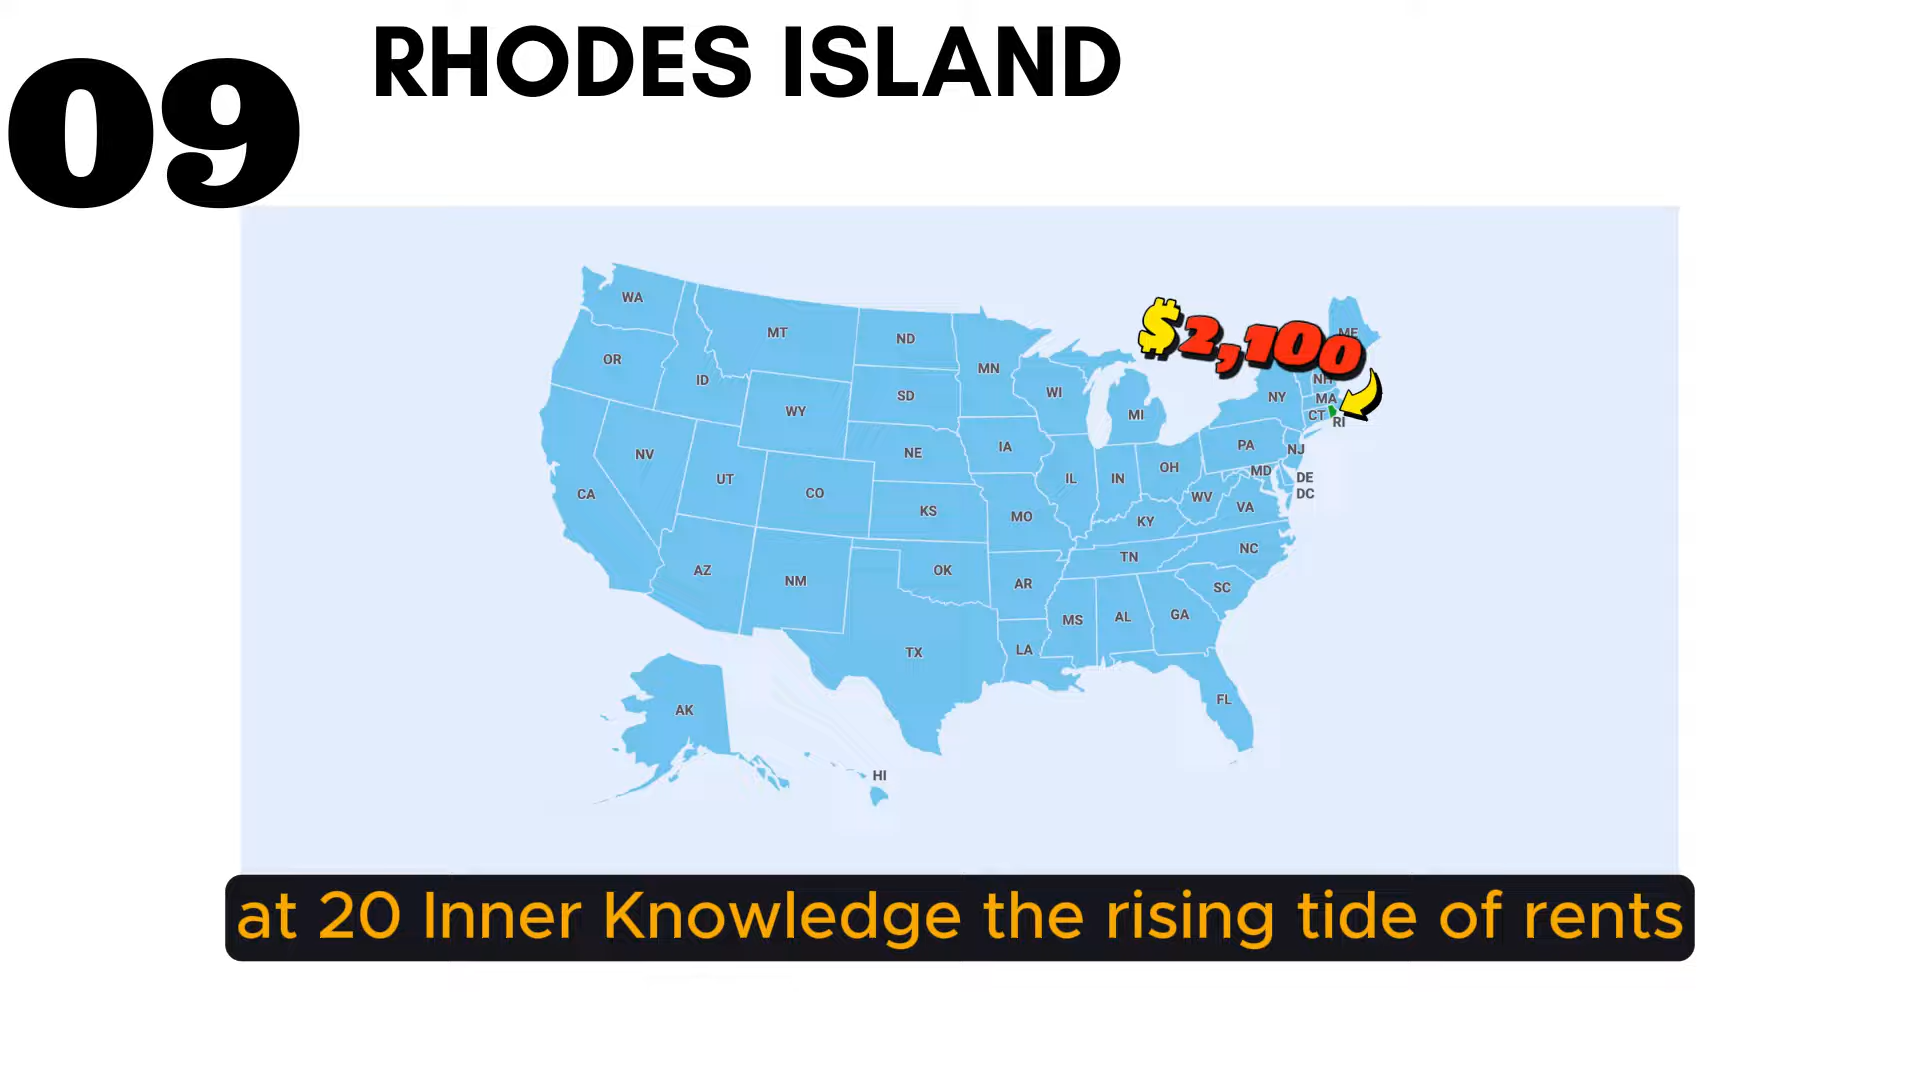 09
RHODES ISLAND
WA
MT
ND
MN
OR
ID
SD
WI
WY
MI
$2,100
ME
NH
NY
MA
CT
RI
NV
UT
CO
NE
IA
IL
IN
OH
PA
NJ
MD
DE
DC
CA
KS
MO
KY
WV
VA
AZ
NM
OK
AR
TN
NC
SC
TX
LA
MS
AL
GA
FL
AK
HI
at 20 Inner Knowledge the rising tide of rents